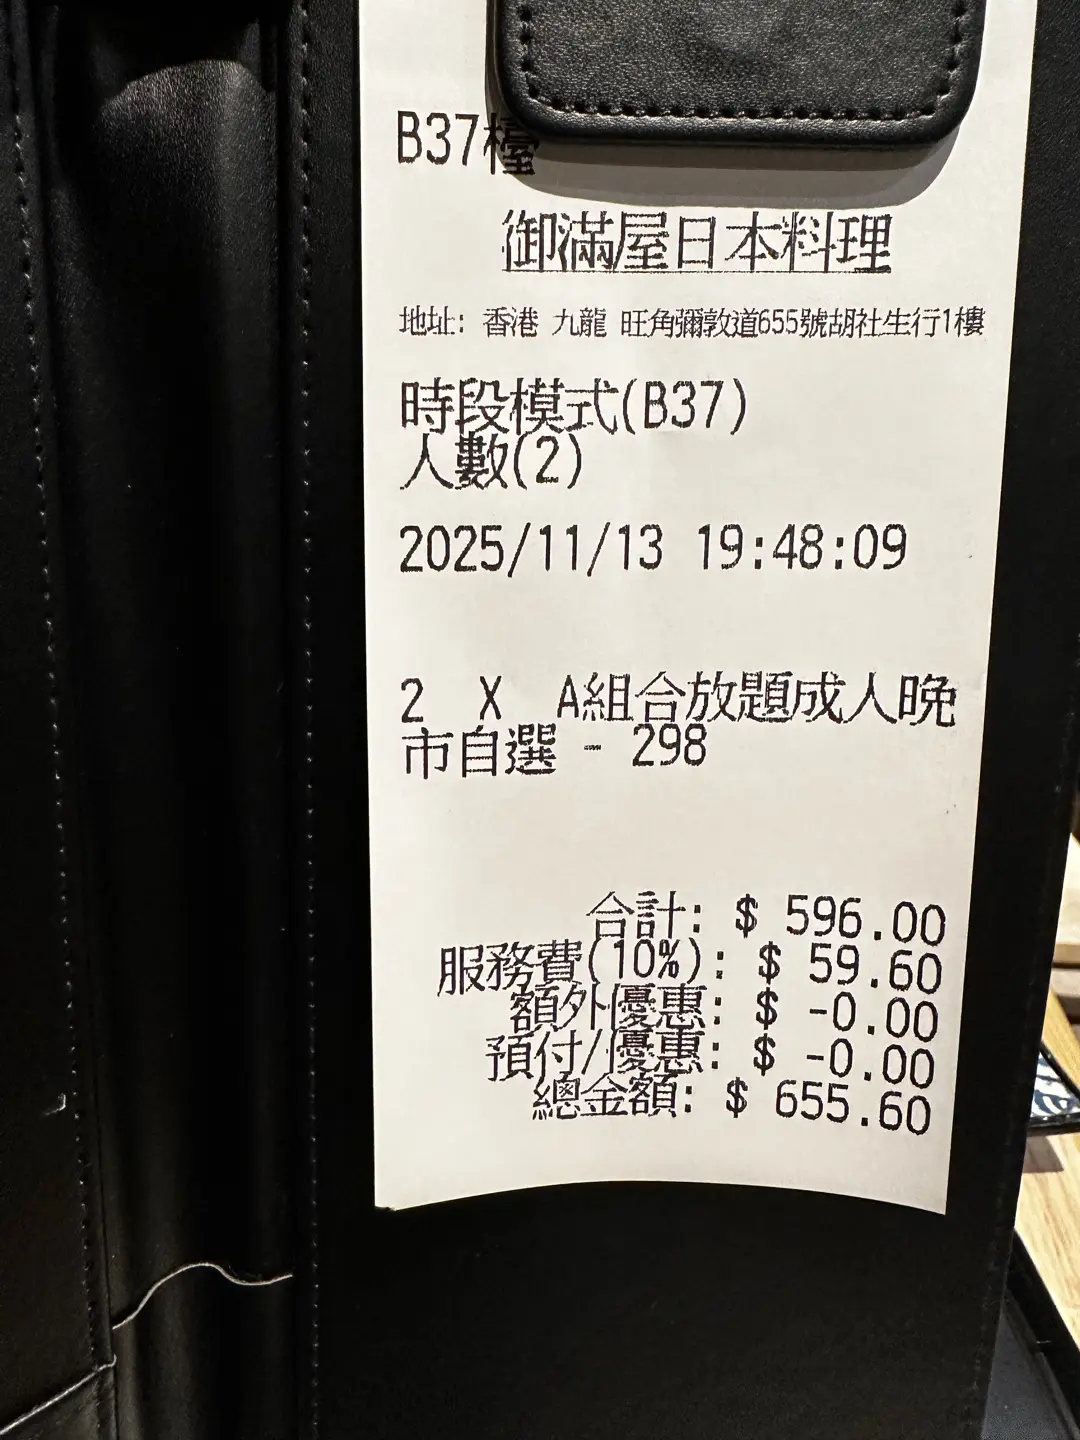 B37檯
御滿屋日本料理
地址: 香港 九龍 旺角彌敦道655號胡社生行1樓
時段模式(B37)
人數(2)
2025/11/13 19:48:09
2 X A組合放題成人晚
市自選 - 298
合計: $ 596.00
服務費(10%): $ 59.60
額外優惠: $ -0.00
預付/優惠: $ -0.00
總金額: $ 655.60